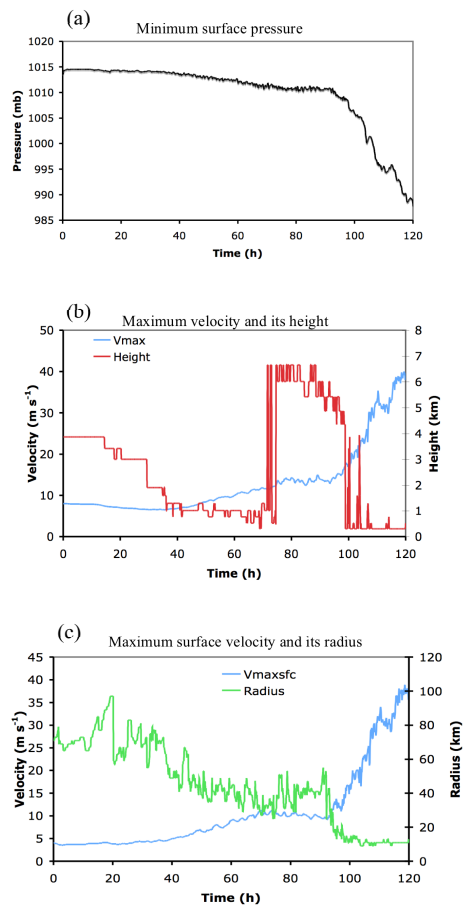 (a)
Minimum surface pressure
1020
1015
1010
1005
1000
995
990
985
Pressure (mb)
0 20 40 60 80 100 120
Time (h)
(b)
Maximum velocity and its height
Vmax
Height
50
40
30
20
10
0
Velocity (m s⁻¹)
8
7
6
5
4
3
2
1
0
Height (km)
0 20 40 60 80 100 120
Time (h)
(c)
Maximum surface velocity and its radius
Vmaxsfc
Radius
45
40
35
30
25
20
15
10
5
0
Velocity (m s⁻¹)
120
100
80
60
40
20
0
Radius (km)
0 20 40 60 80 100 120
Time (h)